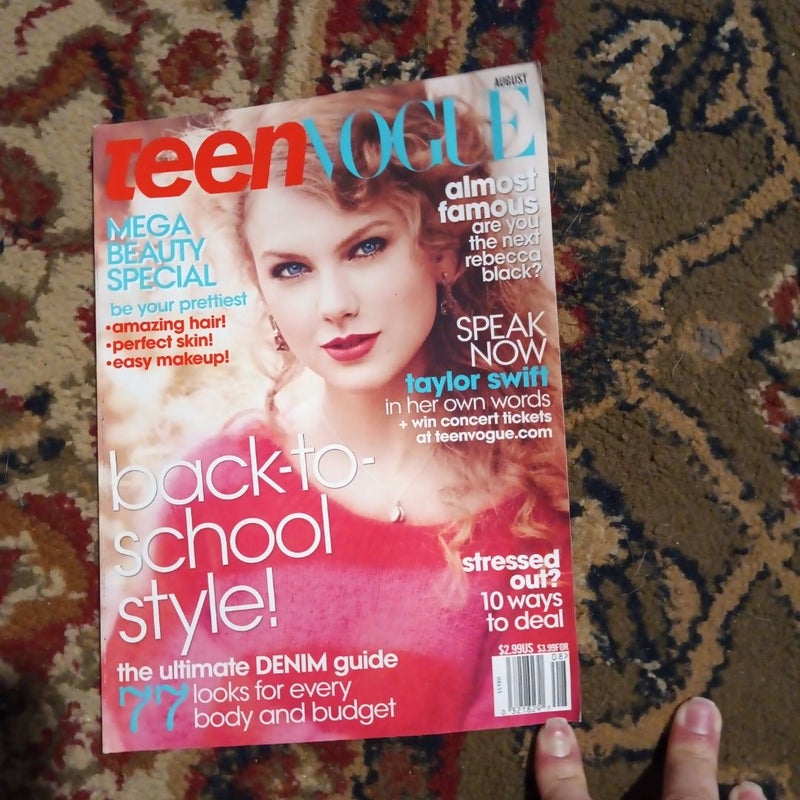 AUGUST
teen VOGUE
MEGA
BEAUTY
SPECIAL
be your prettiest
•amazing hair!
•perfect skin!
•easy makeup!
almost
famous
are you
the next
rebecca
black?
SPEAK
NOW
taylor swift
in her own words
+ win concert tickets
at teenvogue.com
back-to-
school
style!
stressed
out?
10 ways
to deal
the ultimate DENIM guide
77 looks for every
body and budget
$2.99US $3.99FOR
08>